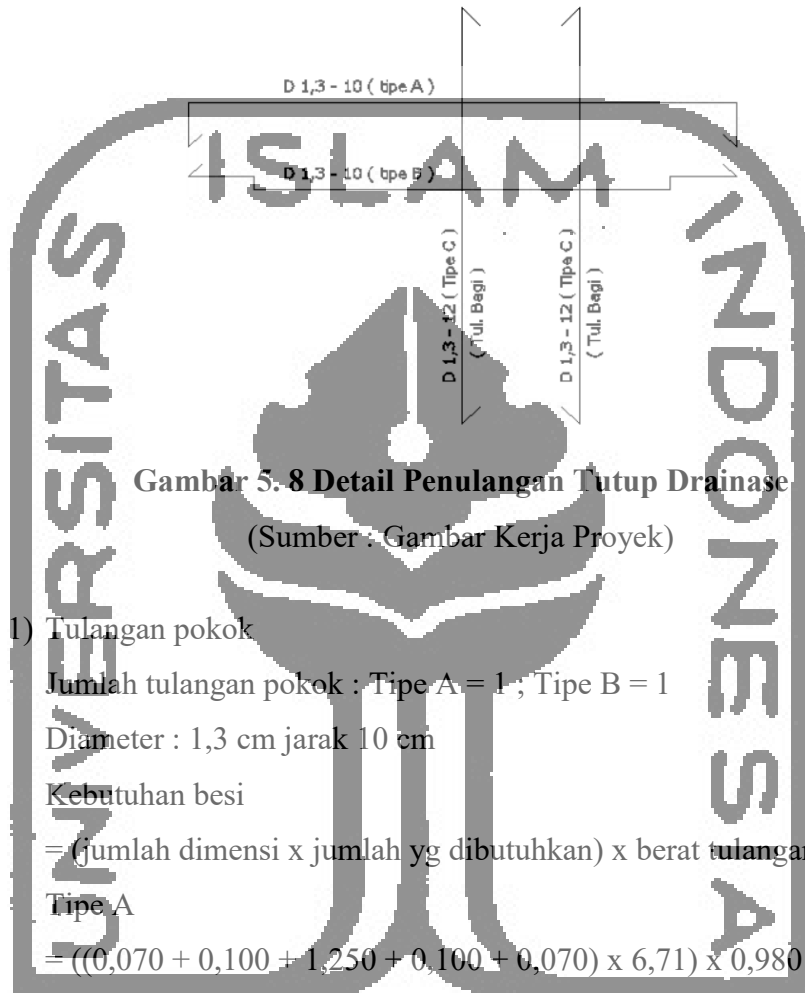 D 1,3 - 10 ( tipe A )
ISLAM
D 1,3 - 10 ( tipe B )
UNIVERSITAS
INDONESIA
D 1,3 - 12 ( Tipe C )
( Tul. Bagi )
D 1,3 - 12 ( Tipe C )
( Tul. Bagi )
Gambar 5. 8 Detail Penulangan Tutup Drainase
(Sumber : Gambar Kerja Proyek)
1) Tulangan pokok
Jumlah tulangan pokok : Tipe A = 1 ; Tipe B = 1
Diameter : 1,3 cm jarak 10 cm
Kebutuhan besi
= (jumlah dimensi x jumlah yg dibutuhkan) x berat tulangan
Tipe A
= ((0,070 + 0,100 + 1,250 + 0,100 + 0,070) x 6,71) x 0,980